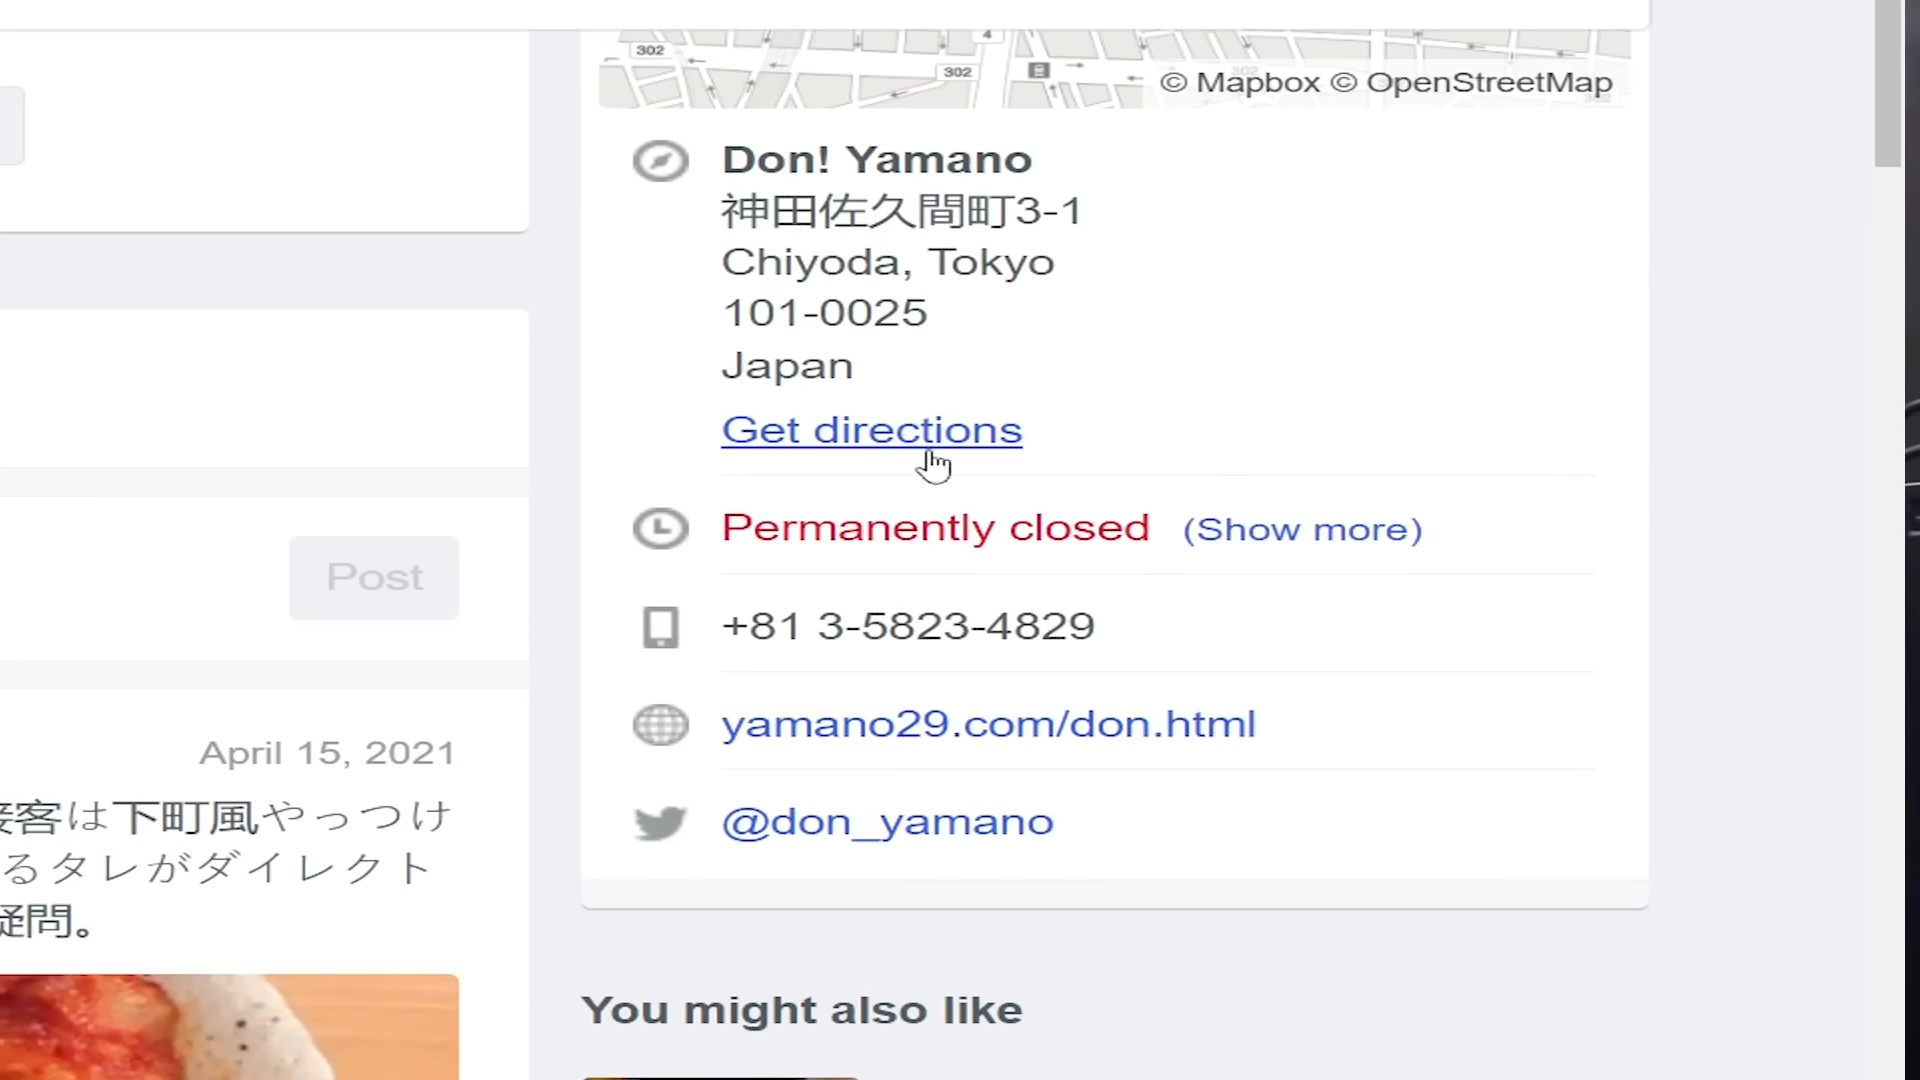 302
4
302
© Mapbox © OpenStreetMap
Don! Yamano
神田佐久間町3-1
Chiyoda, Tokyo
101-0025
Japan
Get directions
Permanently closed (Show more)
+81 3-5823-4829
yamano29.com/don.html
@don_yamano
You might also like
Post
April 15, 2021
接客は下町風やっつけ
るタレがダイレクト
疑問。